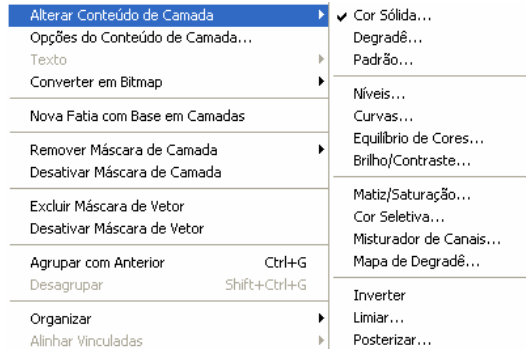 Alterar Conteúdo de Camada
Opções do Conteúdo de Camada...
Texto
Converter em Bitmap
Nova Fatia com Base em Camadas
Remover Máscara de Camada
Desativar Máscara de Camada
Excluir Máscara de Vetor
Desativar Máscara de Vetor
Agrupar com Anterior Ctrl+G
Desagrupar Shift+Ctrl+G
Organizar
Alinhar Vinculadas
Cor Sólida...
Degradê...
Padrão...
Níveis...
Curvas...
Equilíbrio de Cores...
Brilho/Contraste...
Matiz/Saturação...
Cor Seletiva...
Misturador de Canais...
Mapa de Degradê...
Inverter
Limiar...
Posterizar...